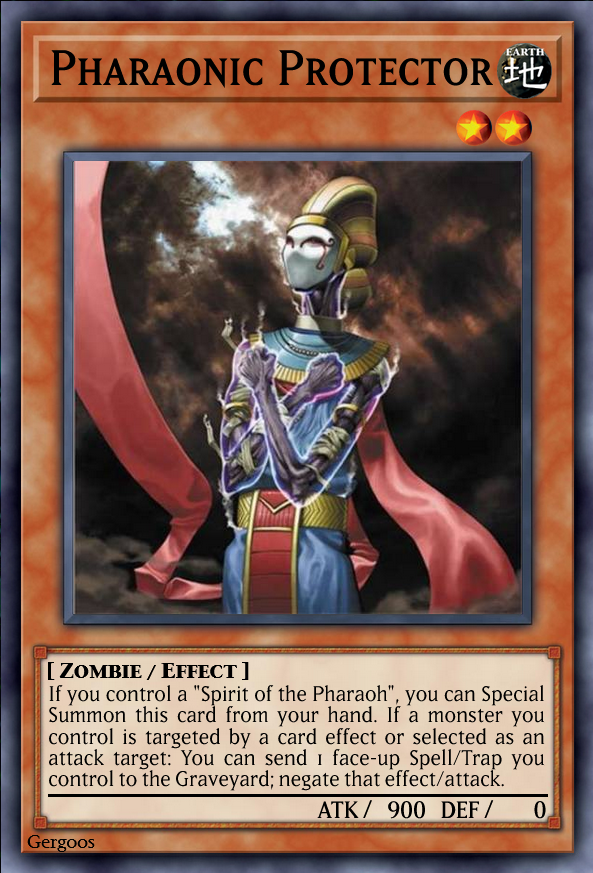 Pharaonic Protector
EARTH
地
[ Zombie / Effect ]
If you control a "Spirit of the Pharaoh", you can Special
Summon this card from your hand. If a monster you
control is targeted by a card effect or selected as an
attack target: You can send 1 face-up Spell/Trap you
control to the Graveyard; negate that effect/attack.
ATK / 900 DEF / 0
Gergoos